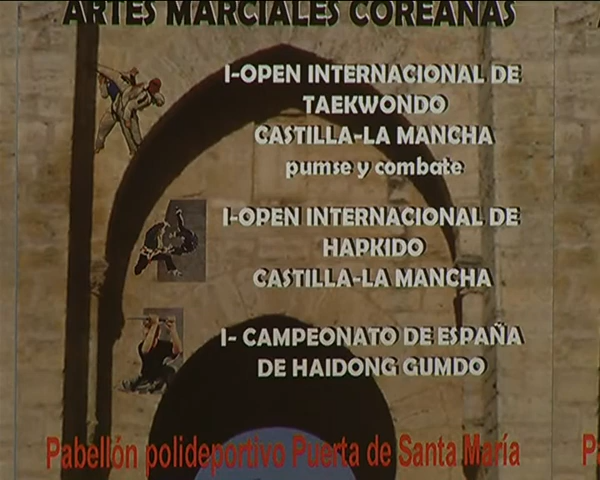 ARTES MARCIALES COREANAS
I-OPEN INTERNACIONAL DE
TAEKWONDO
CASTILLA-LA MANCHA
pumse y combate
I-OPEN INTERNACIONAL DE
HAPKIDO
CASTILLA-LA MANCHA
I- CAMPEONATO DE ESPAÑA
DE HAIDONG GUMDO
Pabellón polideportivo Puerta de Santa María
P